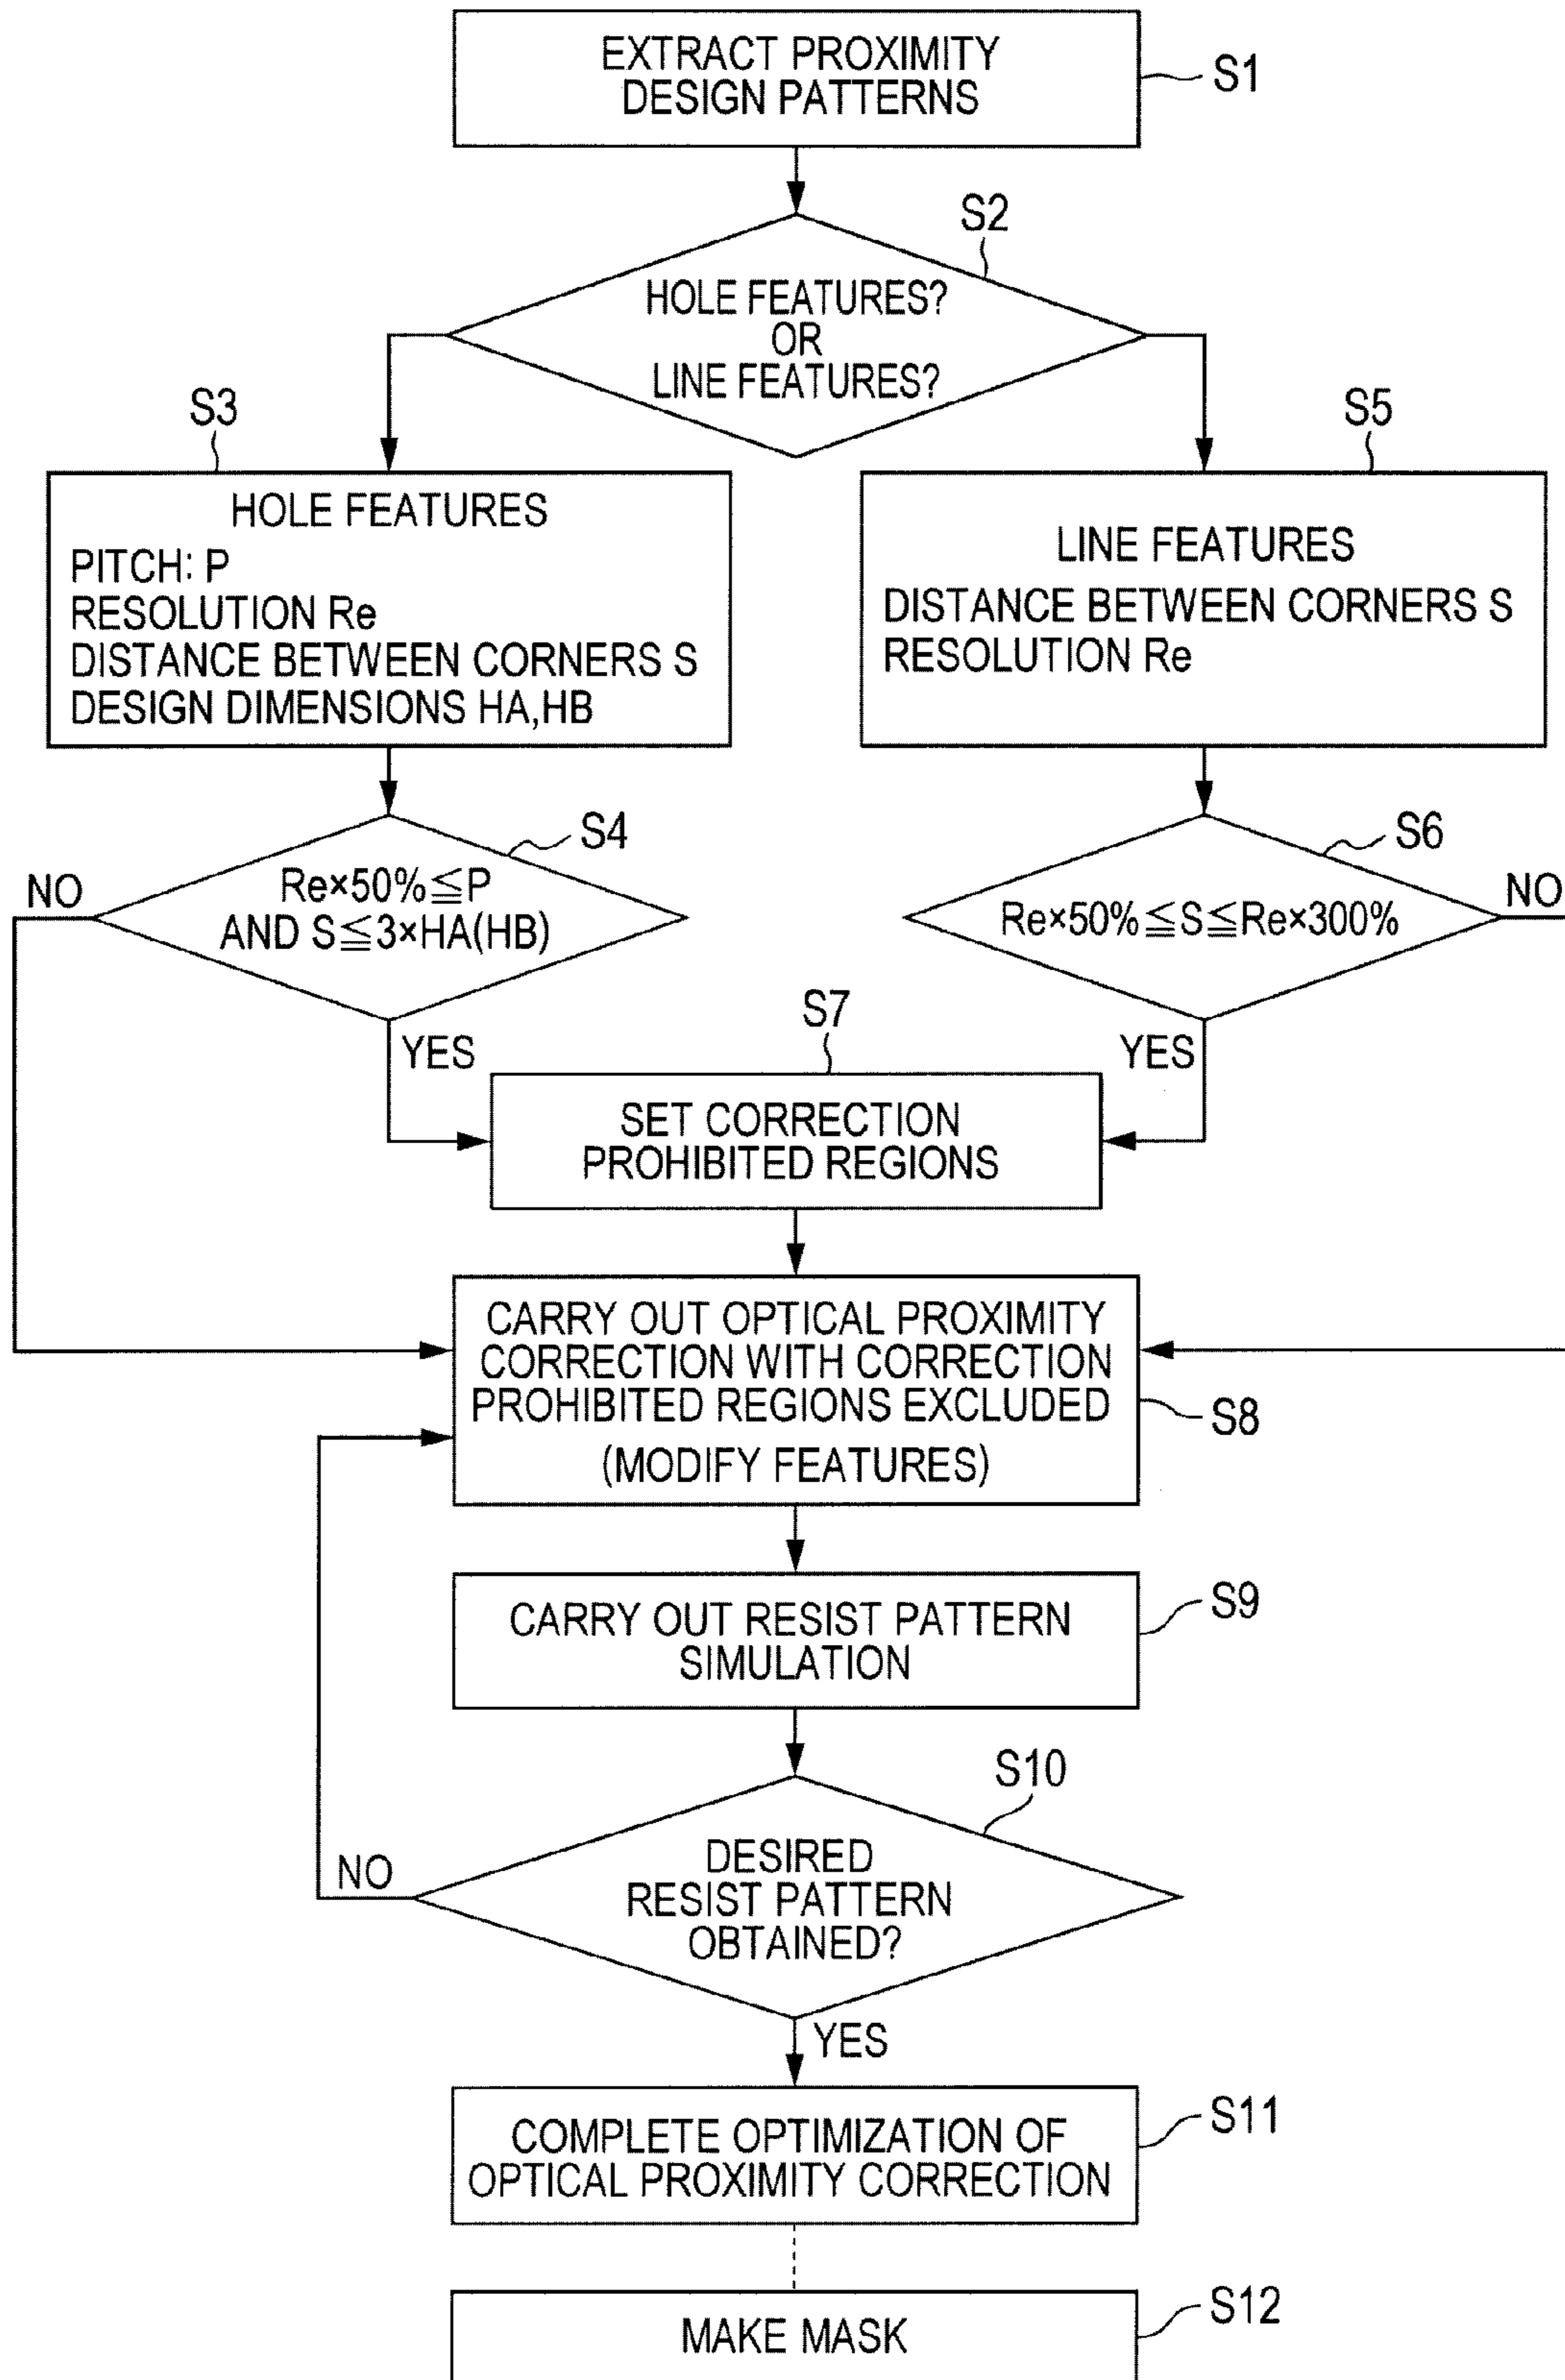 EXTRACT PROXIMITY
DESIGN PATTERNS
S1
S2
HOLE FEATURES?
OR
LINE FEATURES?
S3
HOLE FEATURES
PITCH: P
RESOLUTION Re
DISTANCE BETWEEN CORNERS S
DESIGN DIMENSIONS HA,HB
S5
LINE FEATURES
DISTANCE BETWEEN CORNERS S
RESOLUTION Re
S4
NO
Re×50%≦P
AND S≦3×HA(HB)
YES
S6
NO
Re×50%≦S≦Re×300%
YES
S7
SET CORRECTION
PROHIBITED REGIONS
CARRY OUT OPTICAL PROXIMITY
CORRECTION WITH CORRECTION
PROHIBITED REGIONS EXCLUDED
(MODIFY FEATURES)
S8
CARRY OUT RESIST PATTERN
SIMULATION
S9
S10
NO
DESIRED
RESIST PATTERN
OBTAINED?
YES
COMPLETE OPTIMIZATION OF
OPTICAL PROXIMITY CORRECTION
S11
MAKE MASK
S12